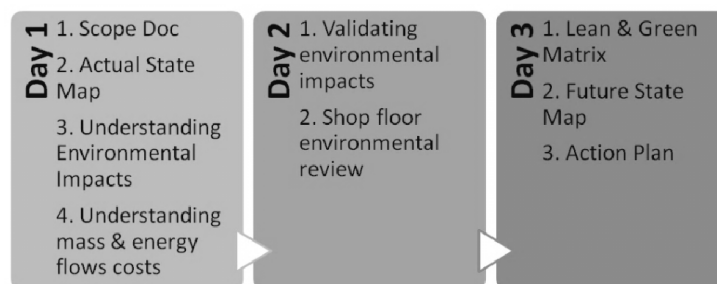 Day 1
1. Scope Doc
2. Actual State
Map
3. Understanding
Environmental
Impacts
4. Understanding
mass & energy
flows costs
Day 2
1. Validating
environmental
impacts
2. Shop floor
environmental
review
Day 3
1. Lean & Green
Matrix
2. Future State
Map
3. Action Plan